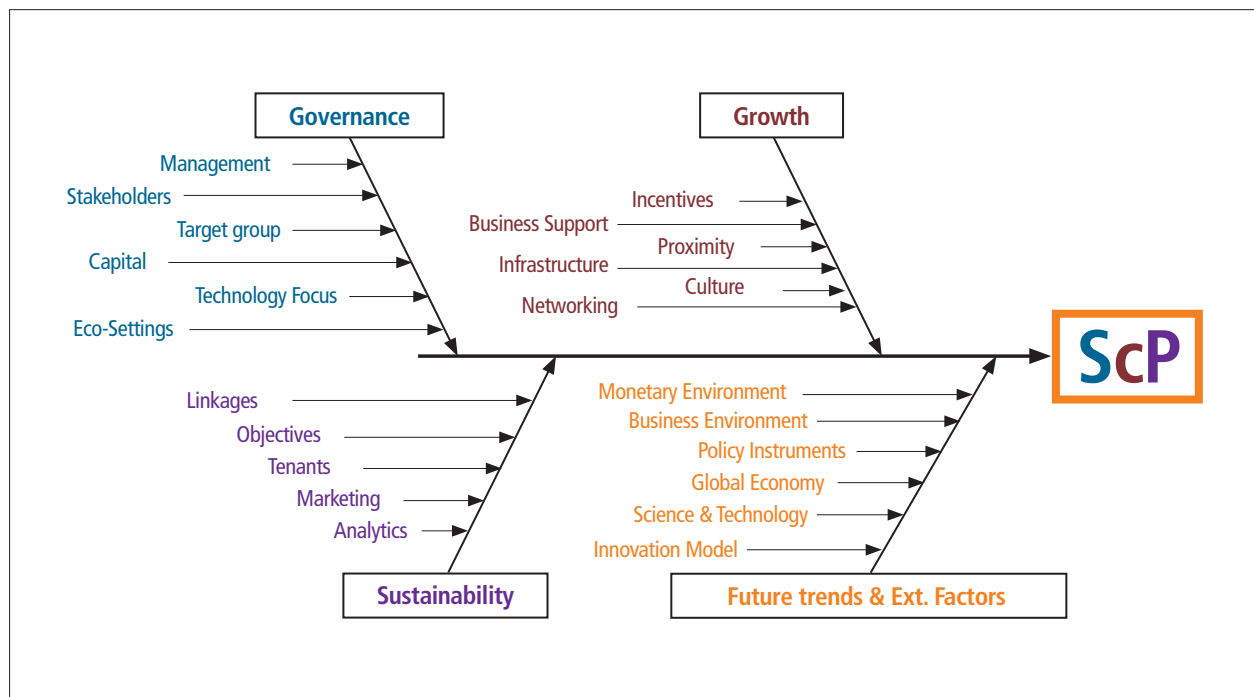 Governance
Management
Stakeholders
Target group
Capital
Technology Focus
Eco-Settings
Growth
Incentives
Business Support
Proximity
Infrastructure
Culture
Networking
ScP
Linkages
Objectives
Tenants
Marketing
Analytics
Sustainability
Monetary Environment
Business Environment
Policy Instruments
Global Economy
Science & Technology
Innovation Model
Future trends & Ext. Factors